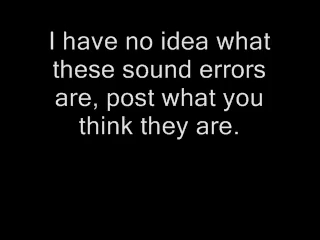 I have no idea what
these sound errors
are, post what you
think they are.